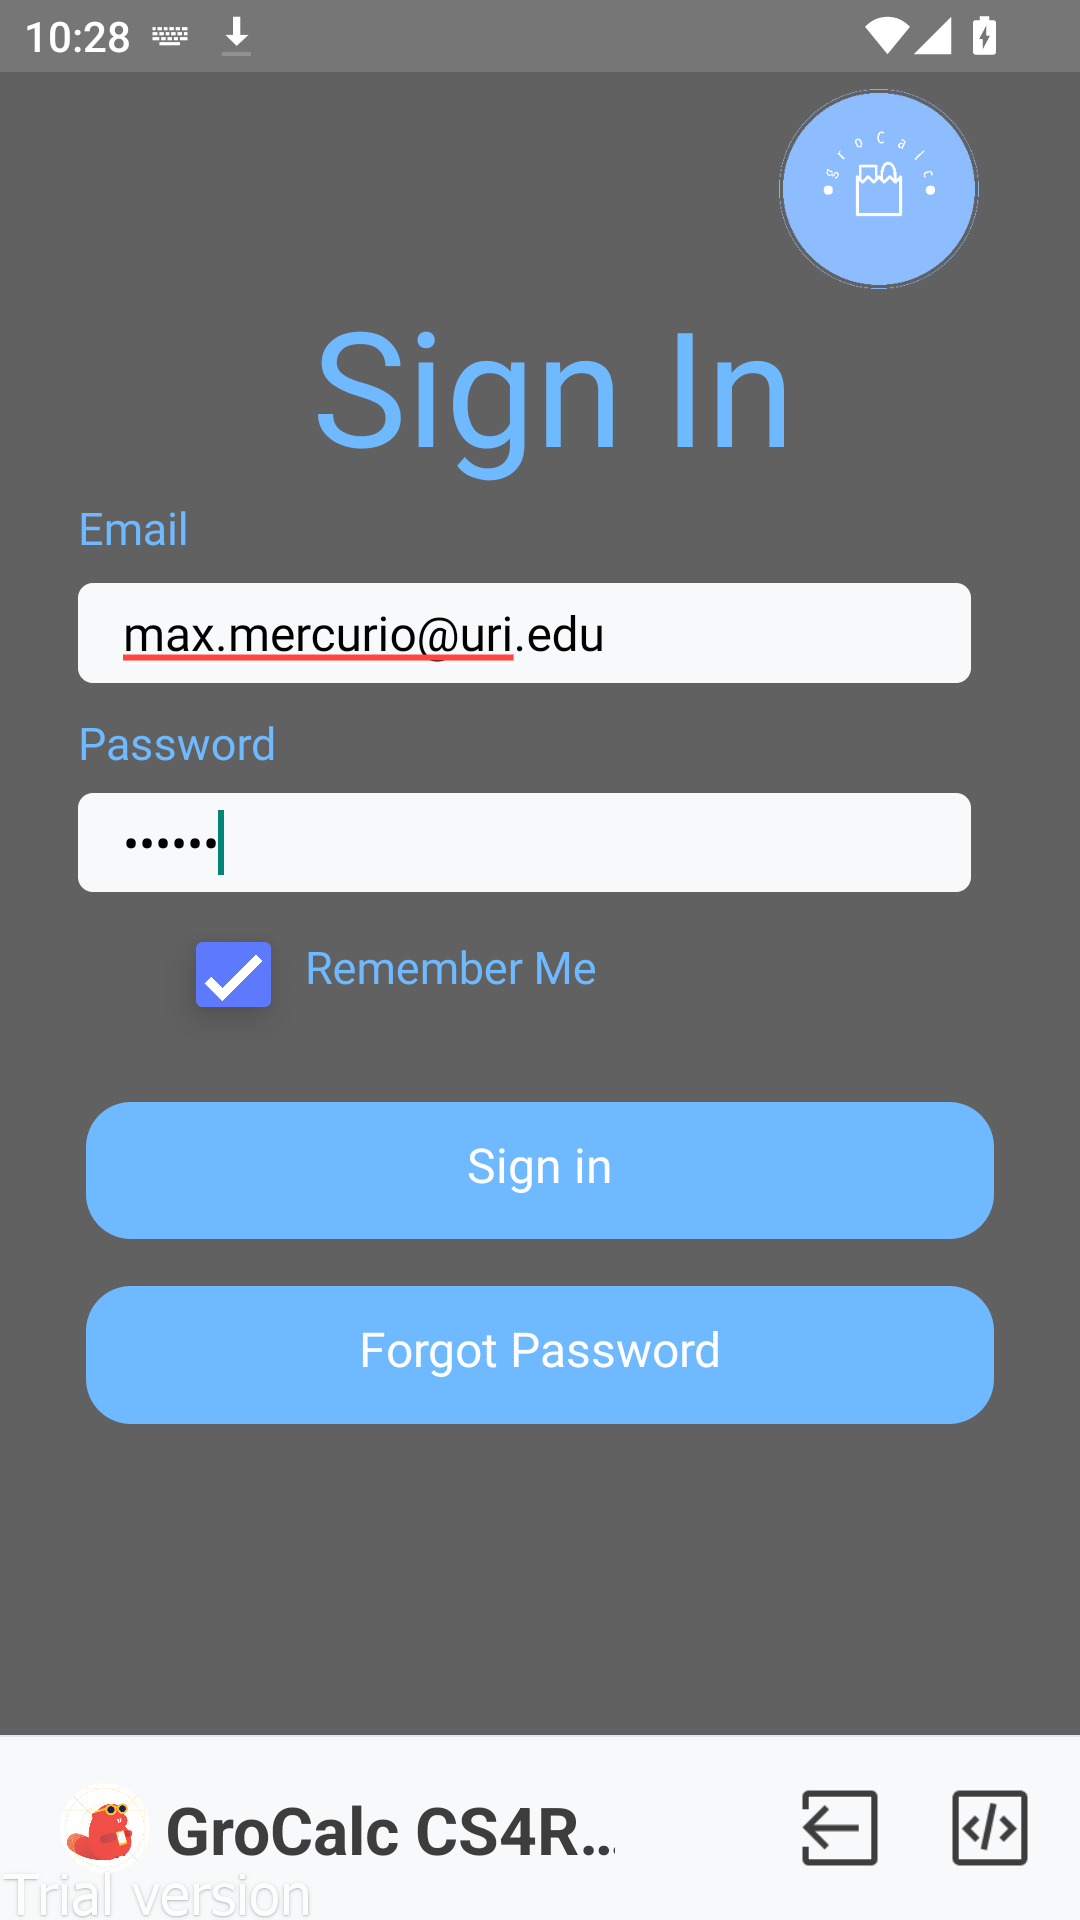 10:28
groCalc
Sign In
Email
max.mercurio@uri.edu
Password
••••••
Remember Me
Sign in
Forgot Password
GroCalc CS4R...
Trial version